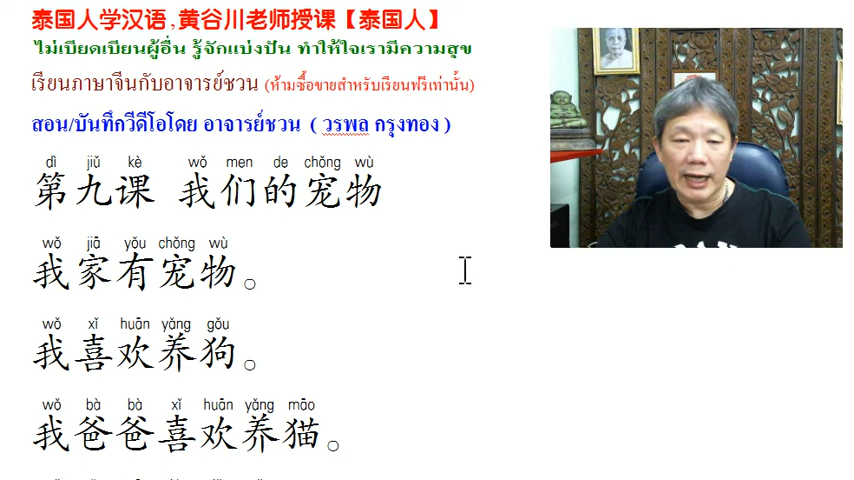 泰国人学汉语,黄谷川老师授课【泰国人】
ไม่เบียดเบียนผู้อื่น รู้จักแบ่งปัน ทำให้ใจเรามีความสุข
เรียนภาษาจีนกับอาจารย์ชวน (ห้ามซื้อขายสำหรับเรียนฟรีเท่านั้น)
สอน/บันทึกวีดีโอโดย อาจารย์ชวน ( วรพล กรุงทอง )
dì jiǔ kè wǒ men de chǒng wù
第九课 我们的宠物
wǒ jiā yǒu chǒng wù
我家有宠物。
wǒ xǐ huān yǎng gǒu
我喜欢养狗。
wǒ bà bà xǐ huān yǎng māo
我爸爸喜欢养猫。